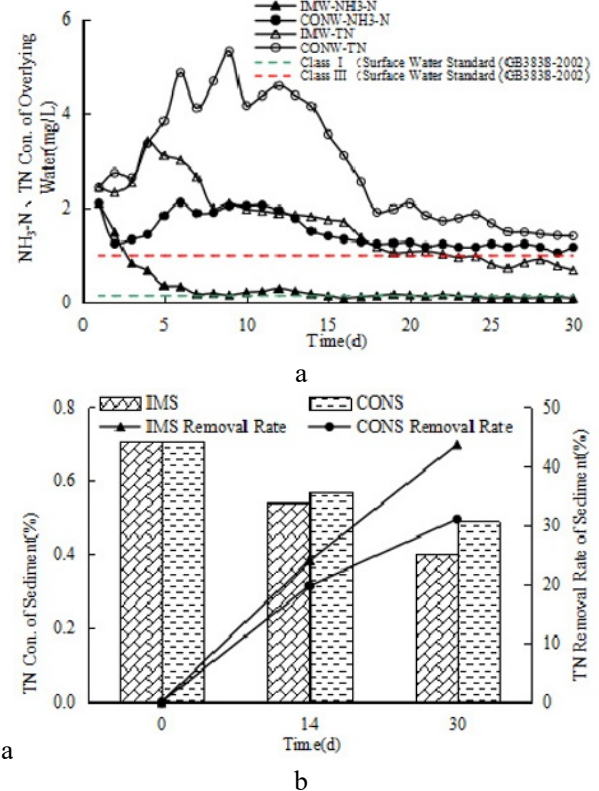 IMW-NH3-N
CONW-NH3-N
IMW-TN
CONW-TN
Class I (Surface Water Standard (GB3838-2002)
Class III (Surface Water Standard (GB3838-2002)
NH3-N、TN Con. of Overlying
Water(mg/L)
6
4
2
0
0 5 10 15 20 25 30
Time(d)
a
IMS CONS
IMS Removal Rate CONS Removal Rate
TN Con. of Sediment(%)
0.8
0.6
0.4
0.2
0.0
50
40
30
20
10
0
TN Removal Rate of Sediment(%)
0 14 30
Time(d)
a
b